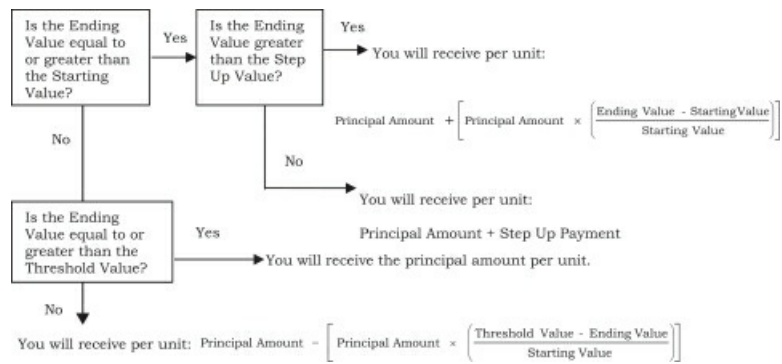 Is the Ending
Value equal to
or greater than
the Starting
Value?
Yes
Is the Ending
Value greater
than the Step
Up Value?
Yes
You will receive per unit:
Principal Amount + [Principal Amount × (Ending Value - StartingValue
Starting Value)]
No
No
You will receive per unit:
Principal Amount + Step Up Payment
Is the Ending
Value equal to or
greater than the
Threshold Value?
Yes
You will receive the principal amount per unit.
No
You will receive per unit: Principal Amount - [Principal Amount × (Threshold Value - Ending Value
Starting Value)]